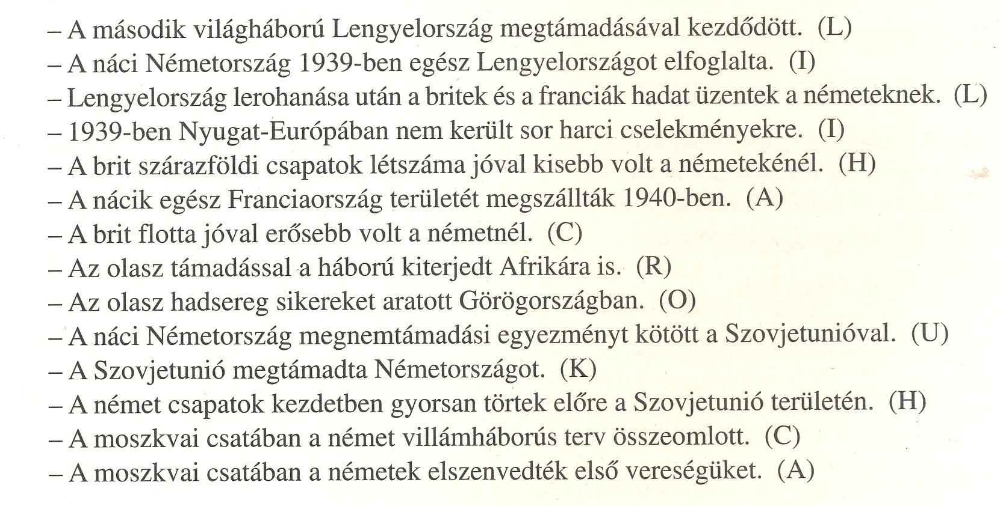 – A második világháború Lengyelország megtámadásával kezdődött. (L)
– A náci Németország 1939-ben egész Lengyelországot elfoglalta. (I)
– Lengyelország lerohanása után a britek és a franciák hadat üzentek a németeknek. (L)
– 1939-ben Nyugat-Európában nem került sor harci cselekményekre. (I)
– A brit szárazföldi csapatok létszáma jóval kisebb volt a németekénél. (H)
– A nácik egész Franciaország területét megszállták 1940-ben. (A)
– A brit flotta jóval erősebb volt a németnél. (C)
– Az olasz támadással a háború kiterjedt Afrikára is. (R)
– Az olasz hadsereg sikereket aratott Görögországban. (O)
– A náci Németország megnemtámadási egyezményt kötött a Szovjetunióval. (U)
– A Szovjetunió megtámadta Németországot. (K)
– A német csapatok kezdetben gyorsan törtek előre a Szovjetunió területén. (H)
– A moszkvai csatában a német villámháborús terv összeomlott. (C)
– A moszkvai csatában a németek elszenvedték első vereségüket. (A)